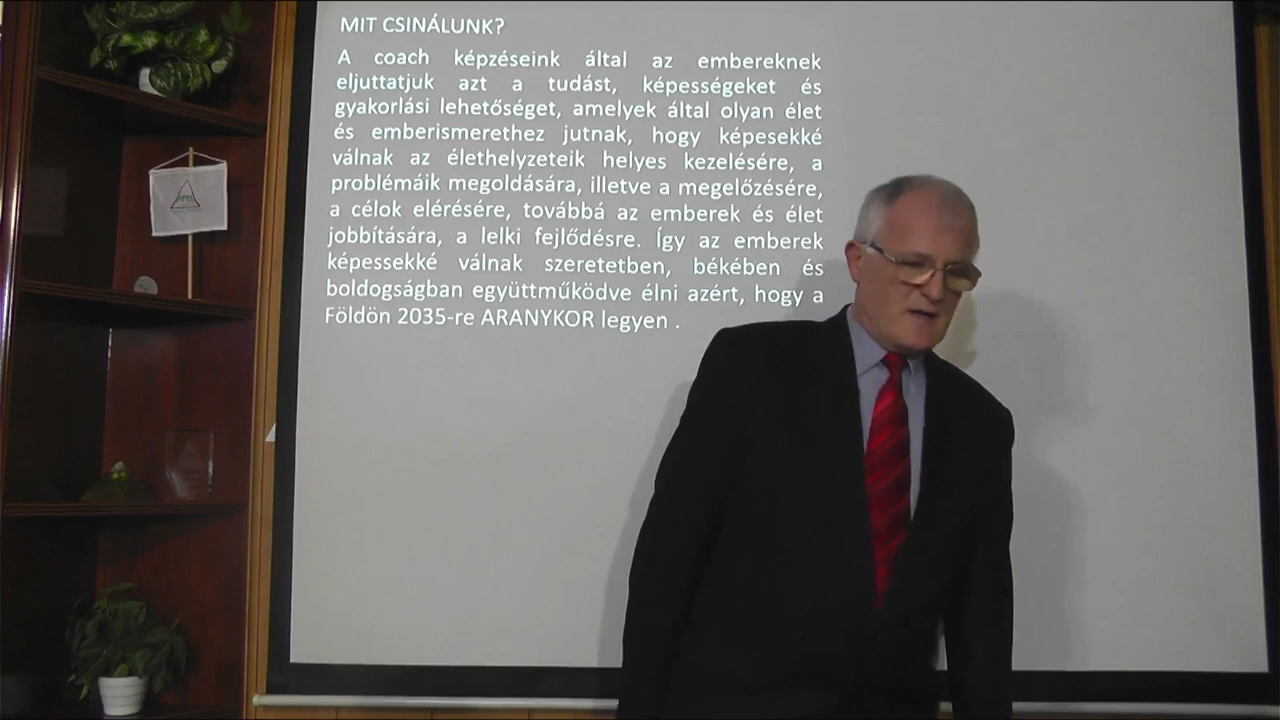 MIT CSINÁLUNK?
A coach képzéseink által az embereknek
eljuttatjuk azt a tudást, képességeket és
gyakorlási lehetőséget, amelyek által olyan élet
és emberismerethez jutnak, hogy képesekké
válnak az élethelyzeteik helyes kezelésére, a
problémáik megoldására, illetve a megelőzésére,
a célok elérésére, továbbá az emberek és élet
jobbítására, a lelki fejlődésre. Így az emberek
képessekké válnak szeretetben, békében és
boldogságban együttműködve élni azért, hogy a
Földön 2035-re ARANYKOR legyen .